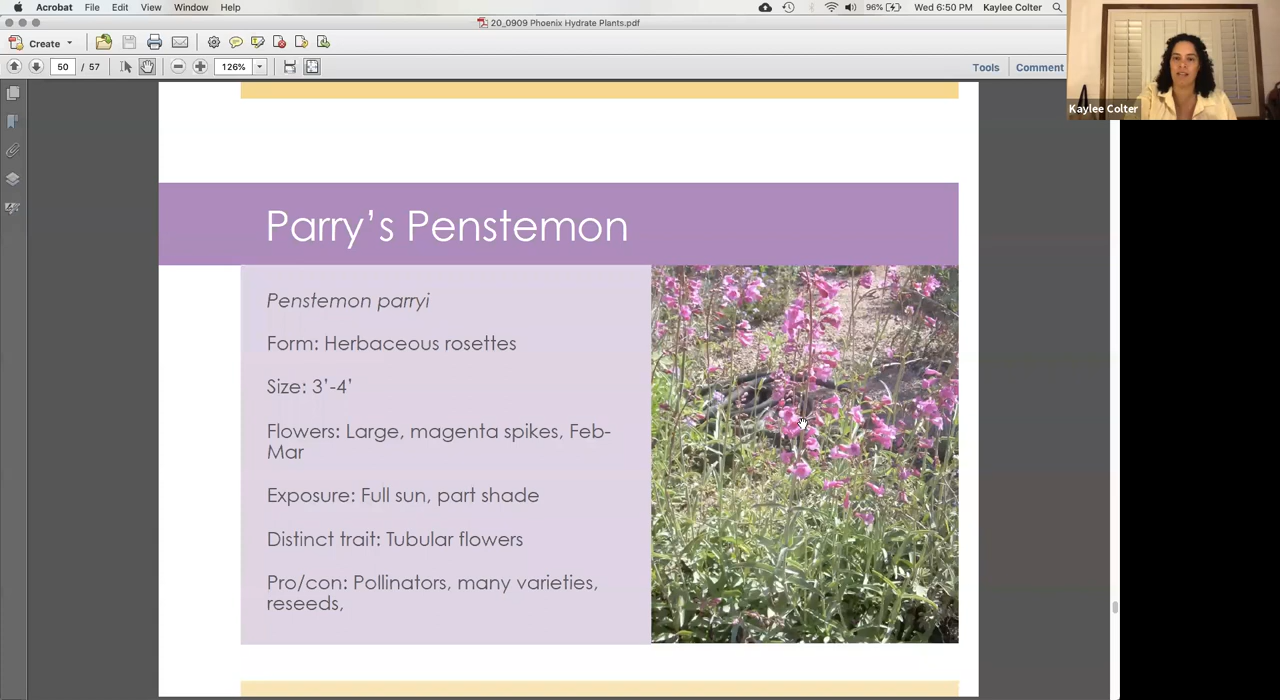 Acrobat File Edit View Window Help 96% Wed 6:50 PM Kaylee Colter
20_0909 Phoenix Hydrate Plants.pdf
Create
50 / 57 126% Tools Comment
Kaylee Colter
Parry’s Penstemon
Penstemon parryi
Form: Herbaceous rosettes
Size: 3’-4’
Flowers: Large, magenta spikes, Feb-
Mar
Exposure: Full sun, part shade
Distinct trait: Tubular flowers
Pro/con: Pollinators, many varieties,
reseeds,